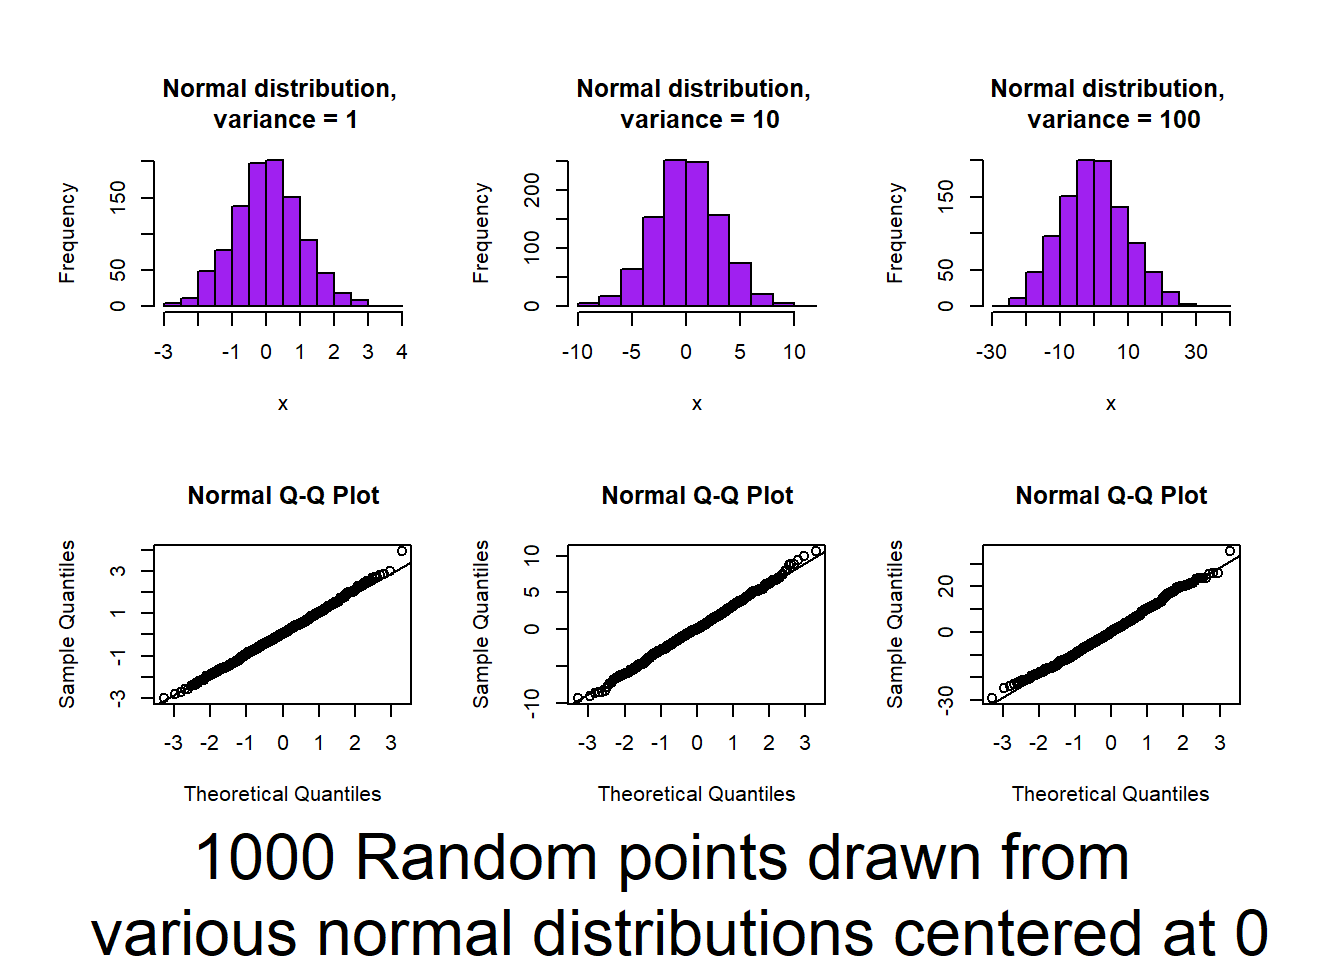 Normal distribution,
variance = 1
Frequency
0 50 150
-3 -1 0 1 2 3 4
x
Normal distribution,
variance = 10
Frequency
0 100 200
-10 -5 0 5 10
x
Normal distribution,
variance = 100
Frequency
0 50 150
-30 -10 10 30
x
Normal Q-Q Plot
Sample Quantiles
-3 -1 1 3
-3 -2 -1 0 1 2 3
Theoretical Quantiles
Normal Q-Q Plot
Sample Quantiles
-10 0 5 10
-3 -2 -1 0 1 2 3
Theoretical Quantiles
Normal Q-Q Plot
Sample Quantiles
-30 0 20
-3 -2 -1 0 1 2 3
Theoretical Quantiles
1000 Random points drawn from
various normal distributions centered at 0